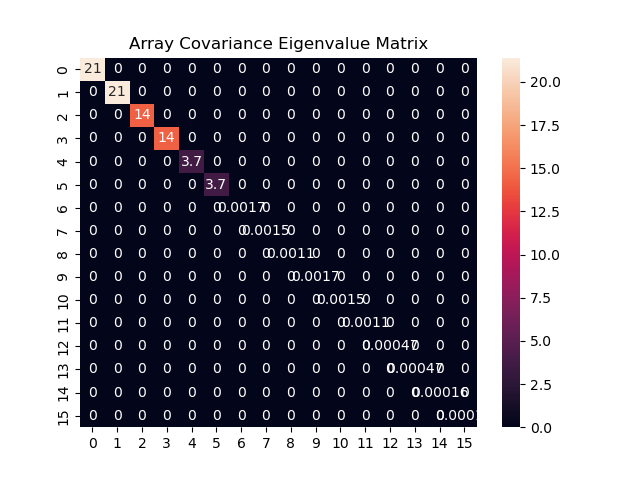 Array Covariance Eigenvalue Matrix
0 21 0 0 0 0 0 0 0 0 0 0 0 0 0 0 0
1 0 21 0 0 0 0 0 0 0 0 0 0 0 0 0 0
2 0 0 14 0 0 0 0 0 0 0 0 0 0 0 0 0
3 0 0 0 14 0 0 0 0 0 0 0 0 0 0 0 0
4 0 0 0 0 3.7 0 0 0 0 0 0 0 0 0 0 0
5 0 0 0 0 0 3.7 0 0 0 0 0 0 0 0 0 0
6 0 0 0 0 0 0 0.0017 0 0 0 0 0 0 0 0 0
7 0 0 0 0 0 0 0 0.0015 0 0 0 0 0 0 0 0
8 0 0 0 0 0 0 0 0 0.0011 0 0 0 0 0 0 0
9 0 0 0 0 0 0 0 0 0 0.0017 0 0 0 0 0 0
10 0 0 0 0 0 0 0 0 0 0 0.0015 0 0 0 0 0
11 0 0 0 0 0 0 0 0 0 0 0 0.0011 0 0 0 0
12 0 0 0 0 0 0 0 0 0 0 0 0 0.00047 0 0 0
13 0 0 0 0 0 0 0 0 0 0 0 0 0 0.00047 0 0
14 0 0 0 0 0 0 0 0 0 0 0 0 0 0 0.00016 0
15 0 0 0 0 0 0 0 0 0 0 0 0 0 0 0
0 1 2 3 4 5 6 7 8 9 10 11 12 13 14 15
20.0
17.5
15.0
12.5
10.0
7.5
5.0
2.5
0.0